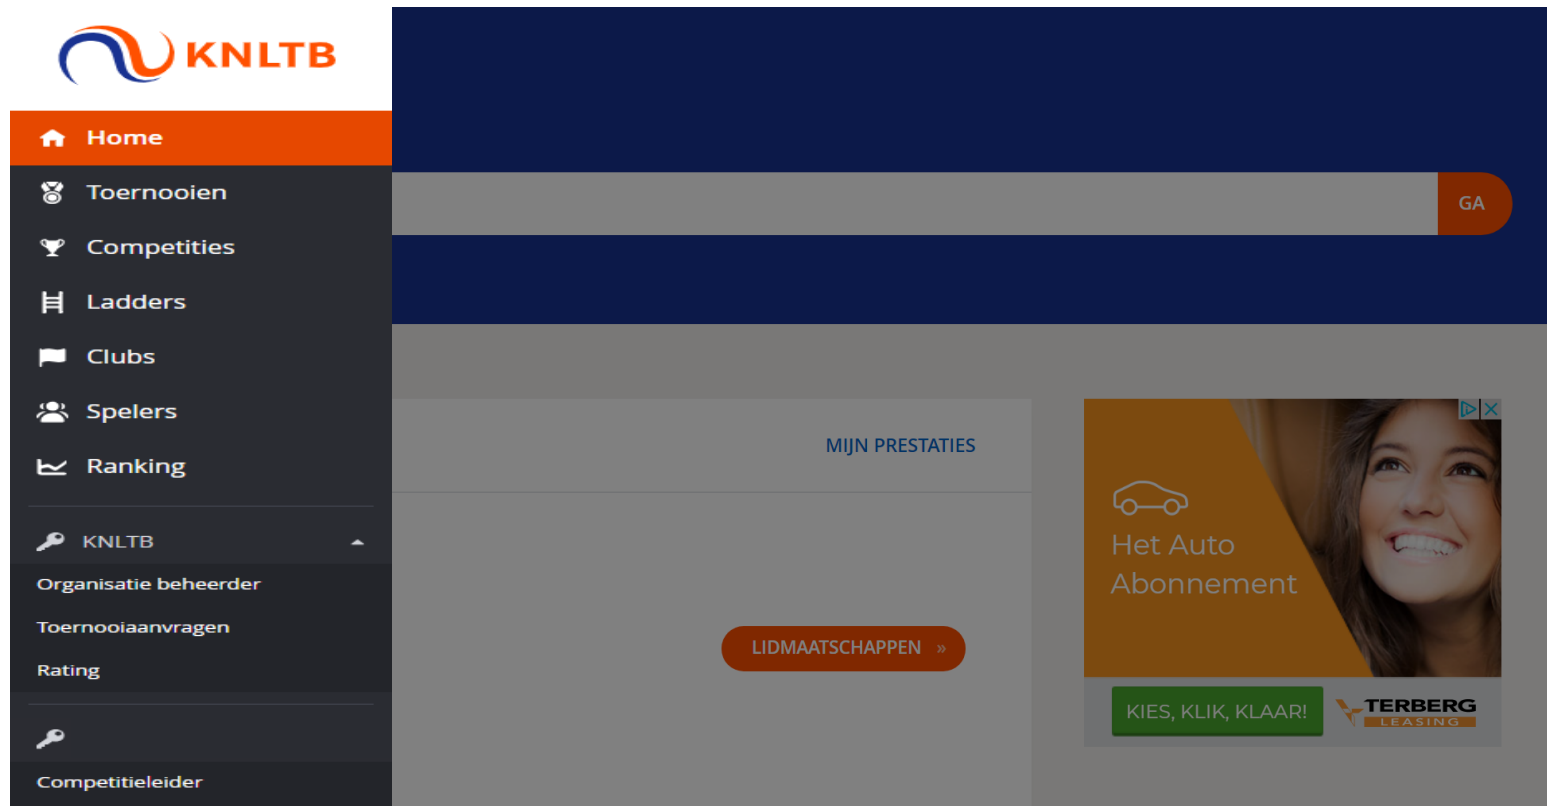 KNLTB
Home
Toernooien
Competities
Ladders
Clubs
Spelers
Ranking
KNLTB
Organisatie beheerder
Toernooiaanvragen
Rating
Competitieleider
GA
MIJN PRESTATIES
LIDMAATSCHAPPEN »
Het Auto
Abonnement
KIES, KLIK, KLAAR!
TERBERG
LEASING